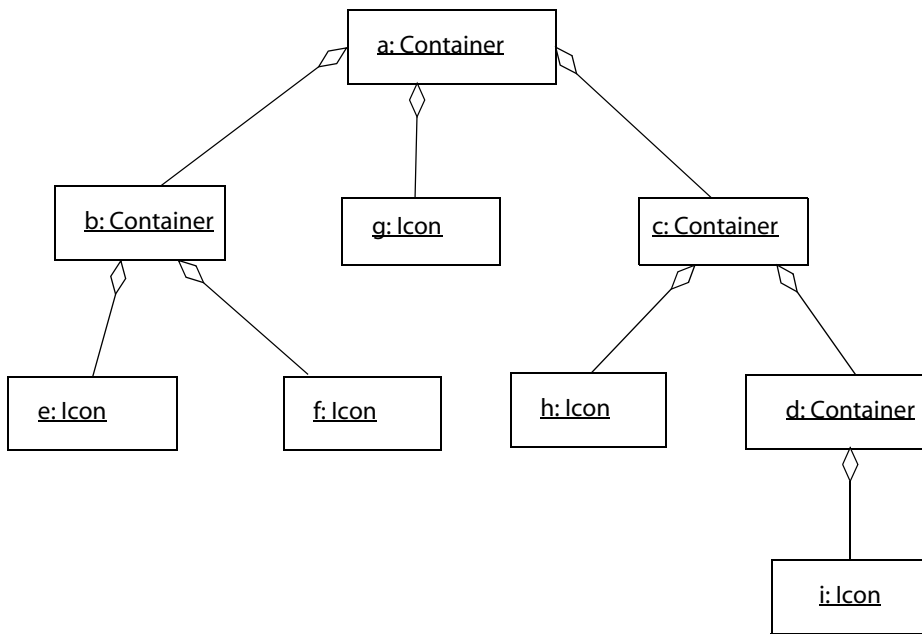 a: Container
b: Container
g: Icon
c: Container
e: Icon
f: Icon
h: Icon
d: Container
i: Icon